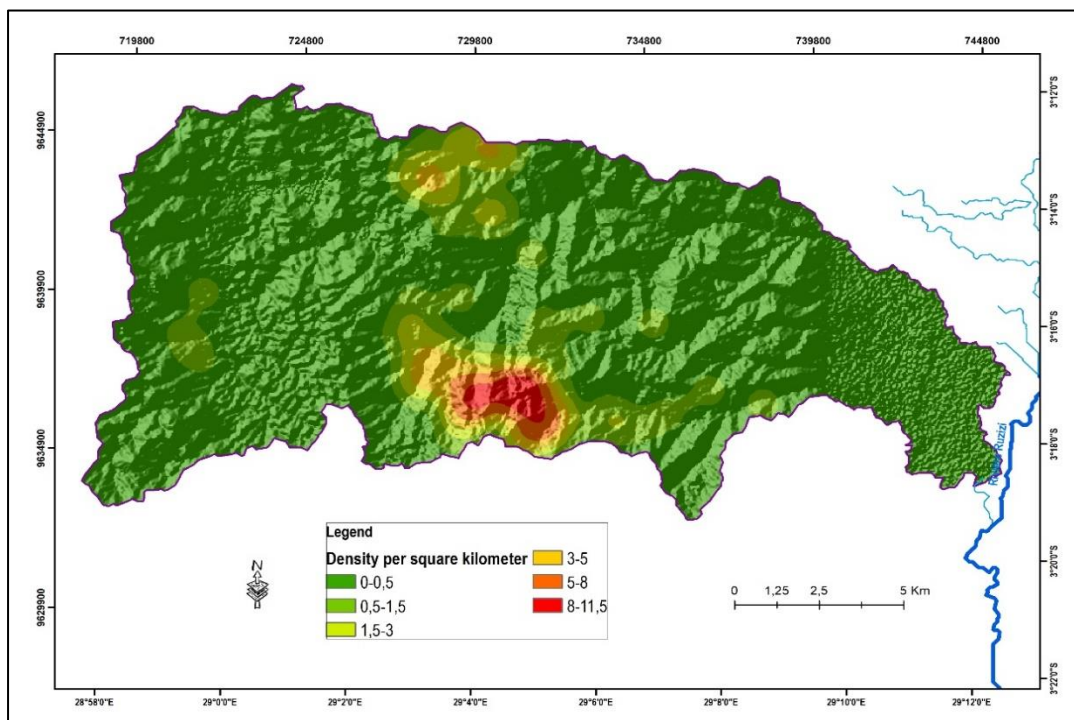 719800 724800 729800 734800 739800 744800
3°12'0"S
9644900
3°14'0"S
9639900
3°16'0"S
9634900
3°18'0"S
Ruzizi
Legend
Density per square kilometer
0-0,5
0,5-1,5
1,5-3
3-5
5-8
8-11,5
N
0 1,25 2,5 5 Km
3°20'0"S
9629900
3°22'0"S
28°58'0"E 29°0'0"E 29°2'0"E 29°4'0"E 29°6'0"E 29°8'0"E 29°10'0"E 29°12'0"E